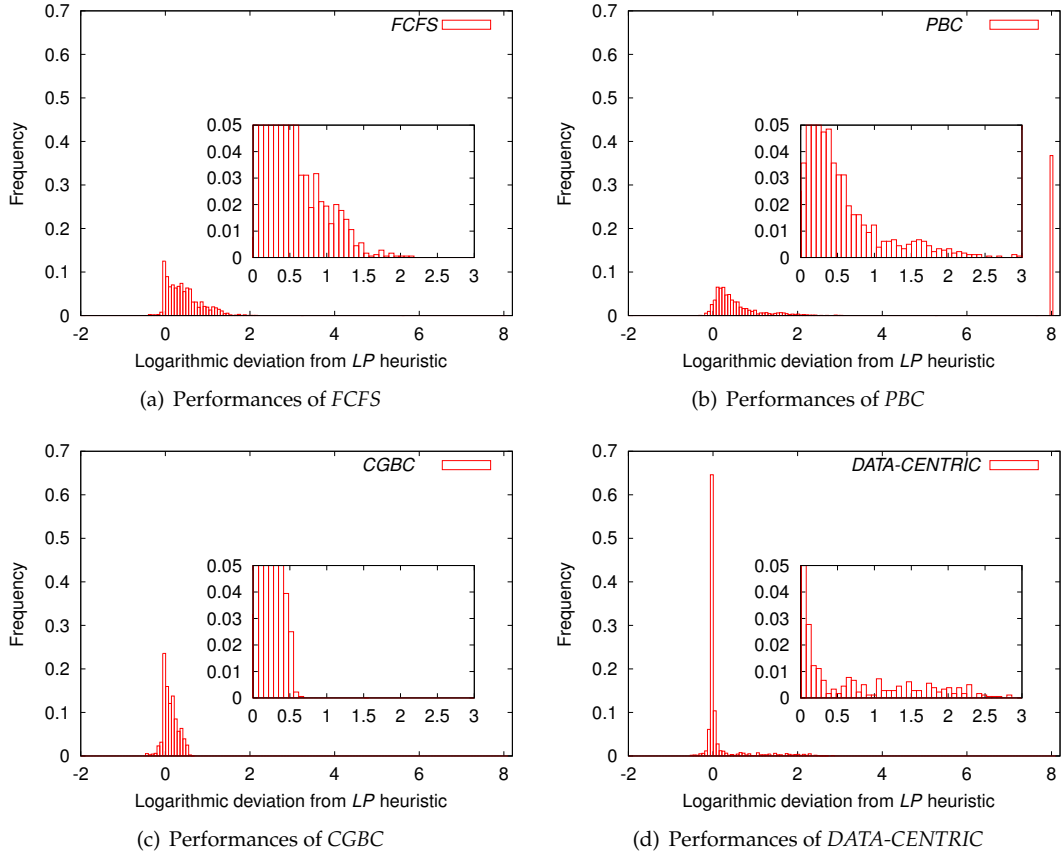 0.7
0.6
0.5
0.4
0.3
0.2
0.1
0
-2 0 2 4 6 8
Frequency
Logarithmic deviation from LP heuristic
FCFS
0.05
0.04
0.03
0.02
0.01
0
0 0.5 1 1.5 2 2.5 3
(a) Performances of FCFS
0.7
0.6
0.5
0.4
0.3
0.2
0.1
0
-2 0 2 4 6 8
Frequency
Logarithmic deviation from LP heuristic
PBC
0.05
0.04
0.03
0.02
0.01
0
0 0.5 1 1.5 2 2.5 3
(b) Performances of PBC
0.7
0.6
0.5
0.4
0.3
0.2
0.1
0
-2 0 2 4 6 8
Frequency
Logarithmic deviation from LP heuristic
CGBC
0.05
0.04
0.03
0.02
0.01
0
0 0.5 1 1.5 2 2.5 3
(c) Performances of CGBC
0.7
0.6
0.5
0.4
0.3
0.2
0.1
0
-2 0 2 4 6 8
Frequency
Logarithmic deviation from LP heuristic
DATA-CENTRIC
0.05
0.04
0.03
0.02
0.01
0
0 0.5 1 1.5 2 2.5 3
(d) Performances of DATA-CENTRIC